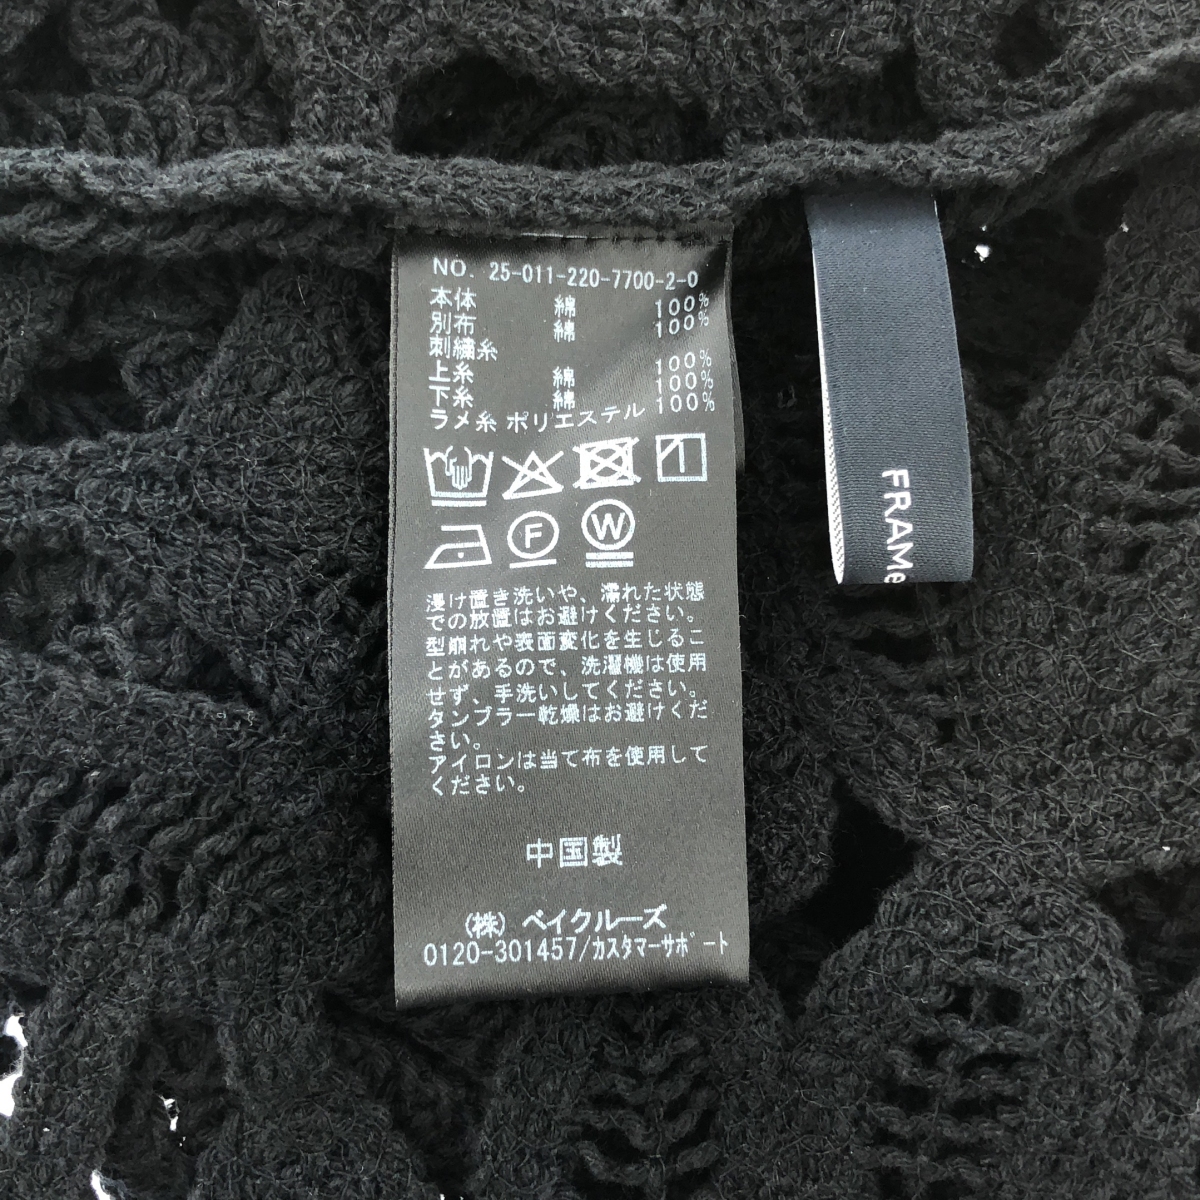 NO. 25-011-220-7700-2-0
本体 綿 100%
別布 綿 100%
刺繍糸
上糸 綿 100%
下糸 綿 100%
ラメ糸 ポリエステル 100%
F W
浸け置き洗いや、濡れた状態
での放置はお避けください。
型崩れや表面変化を生じるこ
とがあるので、洗濯機は使用
せず、手洗いしてください。
タンブラー乾燥はお避けくだ
さい。
アイロンは当て布を使用して
ください。
中国製
(株) ベイクルーズ
0120-301457/カスタマーサポート
FRAMe